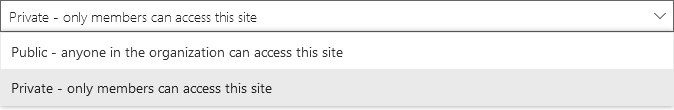 Private - only members can access this site
Public - anyone in the organization can access this site
Private - only members can access this site